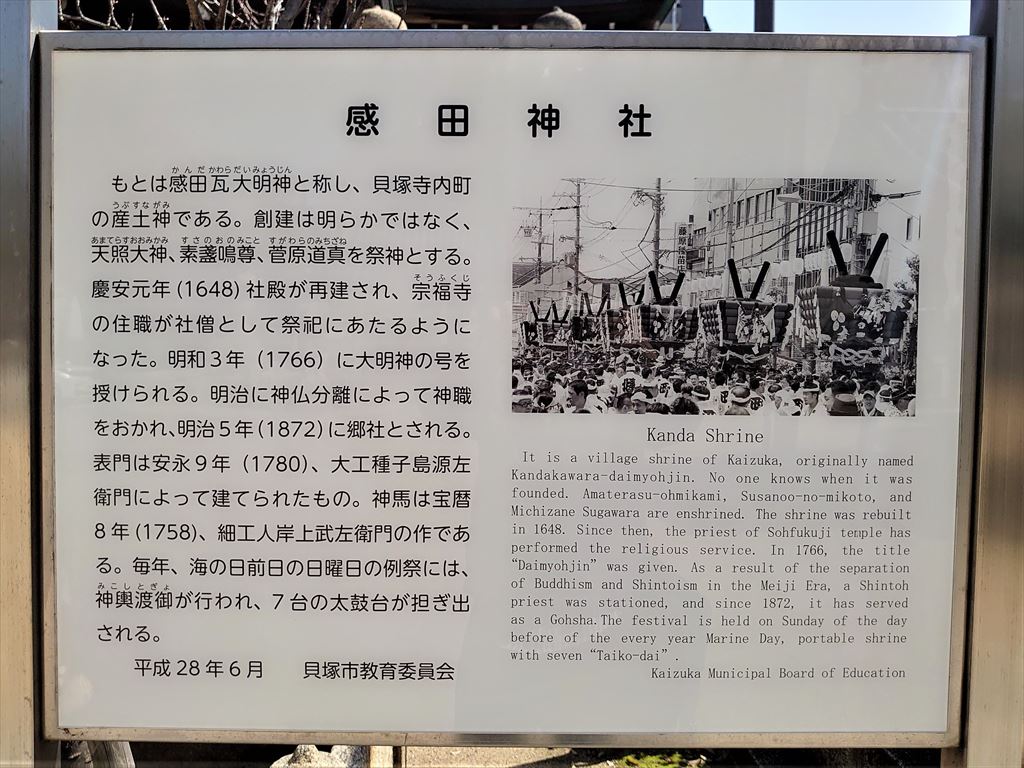 感田神社
もとは感田瓦大明神と称し、貝塚寺内町
の産土神である。創建は明らかではなく、
天照大神、素盞嗚尊、菅原道真を祭神とする。
慶安元年(1648)社殿が再建され、宗福寺
の住職が社僧として祭祀にあたるように
なった。明和3年(1766)に大明神の号を
授けられる。明治に神仏分離によって神職
をおかれ、明治5年(1872)に郷社とされる。
表門は安永9年(1780)、大工種子島源左
衛門によって建てられたもの。神馬は宝暦
8年(1758)、細工人岸上武左衛門の作であ
る。毎年、海の日前日の日曜日の例祭には、
神輿渡御が行われ、7台の太鼓台が担ぎ出
される。
平成28年6月 貝塚市教育委員会
Kanda Shrine
It is a village shrine of Kaizuka, originally named
Kandakawara-daimyohjin. No one knows when it was
founded. Amaterasu-ohmikami, Susanoo-no-mikoto, and
Michizane Sugawara are enshrined. The shrine was rebuilt
in 1648. Since then, the priest of Sohfukuji temple has
performed the religious service. In 1766, the title
“Daimyohjin” was given. As a result of the separation
of Buddhism and Shintoism in the Meiji Era, a Shintoh
priest was stationed, and since 1872, it has served
as a Gohsha.The festival is held on Sunday of the day
before of the every year Marine Day, portable shrine
with seven “Taiko-dai”.
Kaizuka Municipal Board of Education